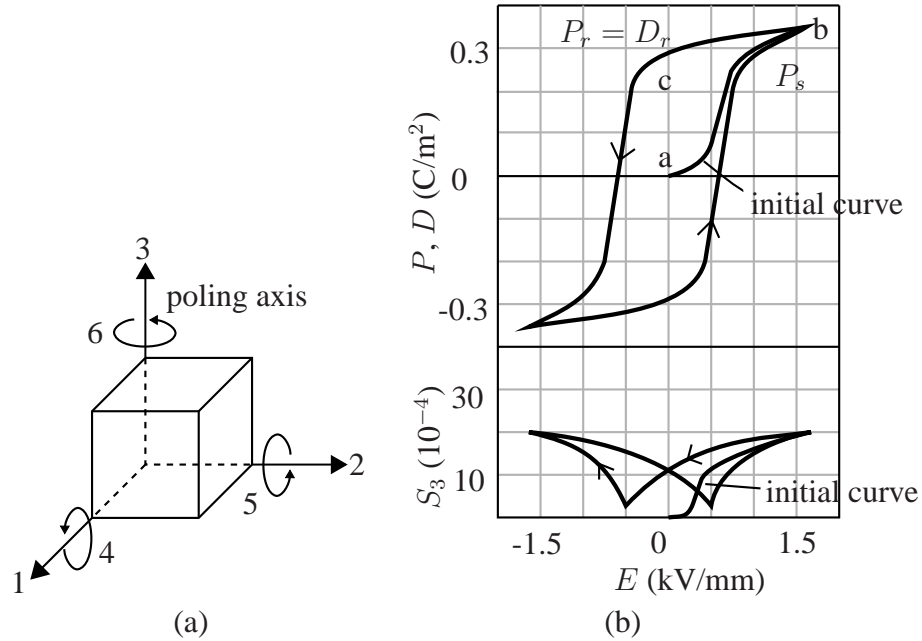 3
poling axis
6
2
5
4
1
(a)
P_r = D_r
b
0.3
c
P_s
a
0
initial curve
-0.3
P, D (C/m²)
30
10
initial curve
S₃ (10⁻⁴)
-1.5
0
1.5
E (kV/mm)
(b)